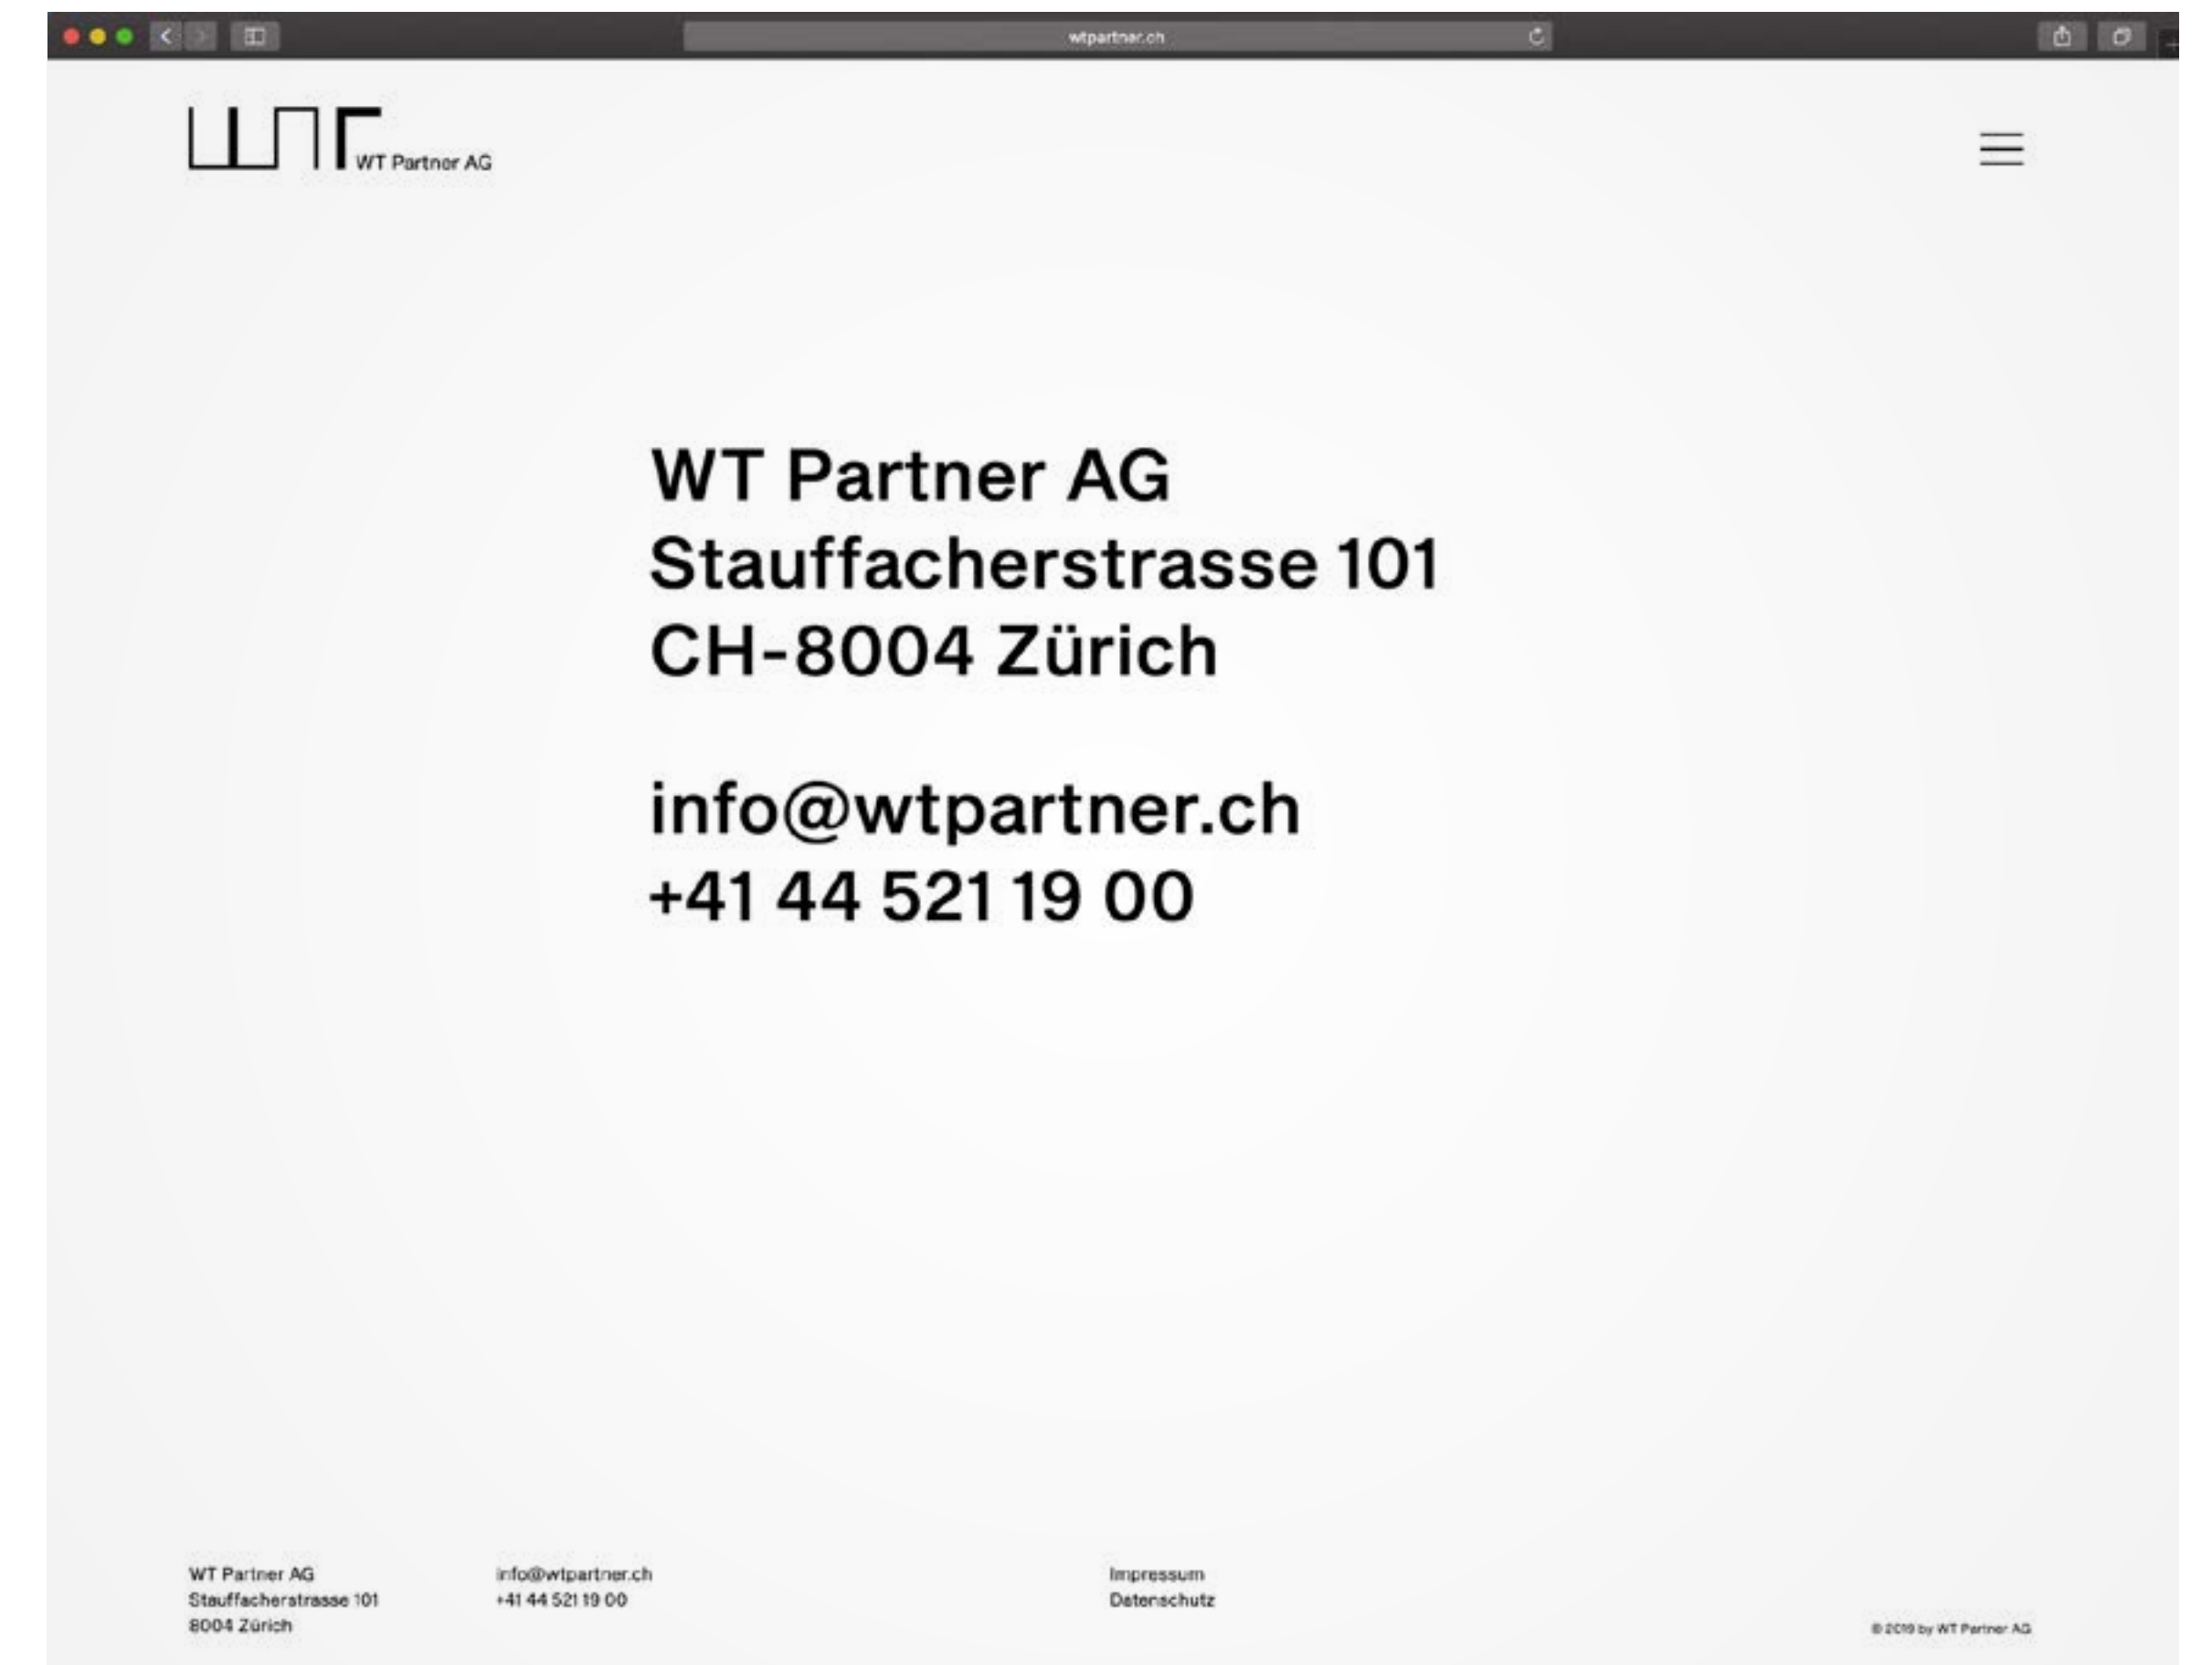 wtpartner.ch
WT Partner AG
WT Partner AG
Stauffacherstrasse 101
CH-8004 Zürich
info@wtpartner.ch
+41 44 521 19 00
WT Partner AG
Stauffacherstrasse 101
8004 Zürich
info@wtpartner.ch
+41 44 521 19 00
Impressum
Datenschutz
© 2019 by WT Partner AG